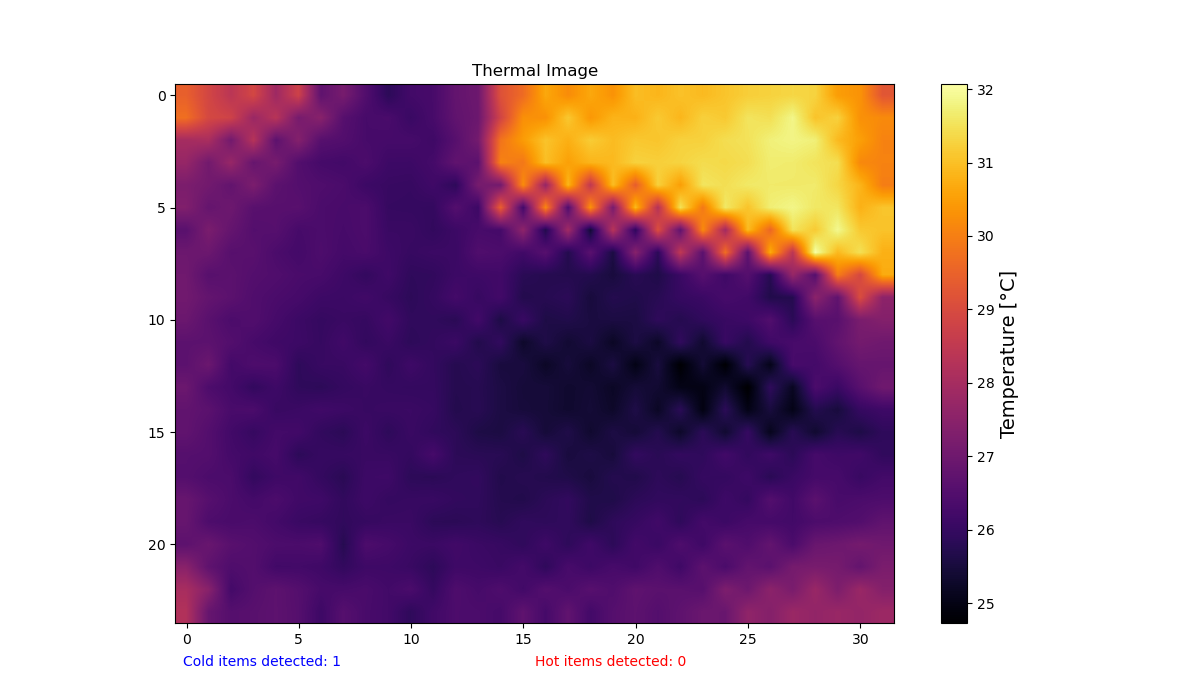 Thermal Image
0
5
10
15
20
0 5 10 15 20 25 30
32
31
30
29
28
27
26
25
Temperature [°C]
Cold items detected: 1
Hot items detected: 0